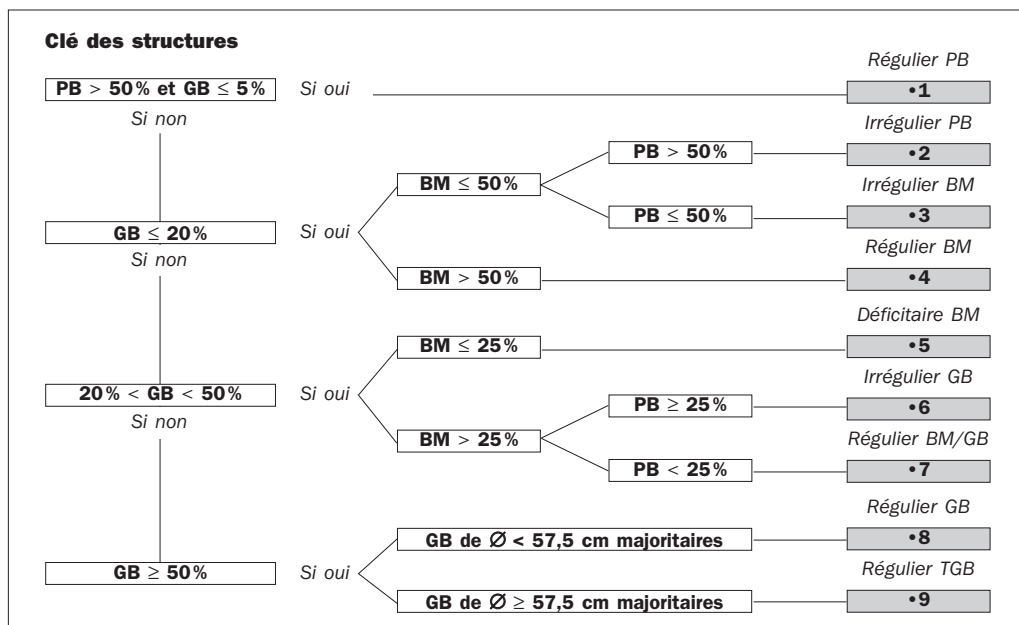 Clé des structures
Régulier PB
PB > 50% et GB ≤ 5% Si oui •1
Si non
Irrégulier PB
PB > 50% •2
BM ≤ 50%
Irrégulier BM
PB ≤ 50% •3
GB ≤ 20% Si oui
Régulier BM
Si non
BM > 50% •4
Déficitaire BM
BM ≤ 25% •5
Irrégulier GB
20% < GB < 50% Si oui
PB ≥ 25% •6
Si non
BM > 25%
Régulier BM/GB
PB < 25% •7
Régulier GB
GB de Ø < 57,5 cm majoritaires •8
GB ≥ 50% Si oui
Régulier TGB
GB de Ø ≥ 57,5 cm majoritaires •9